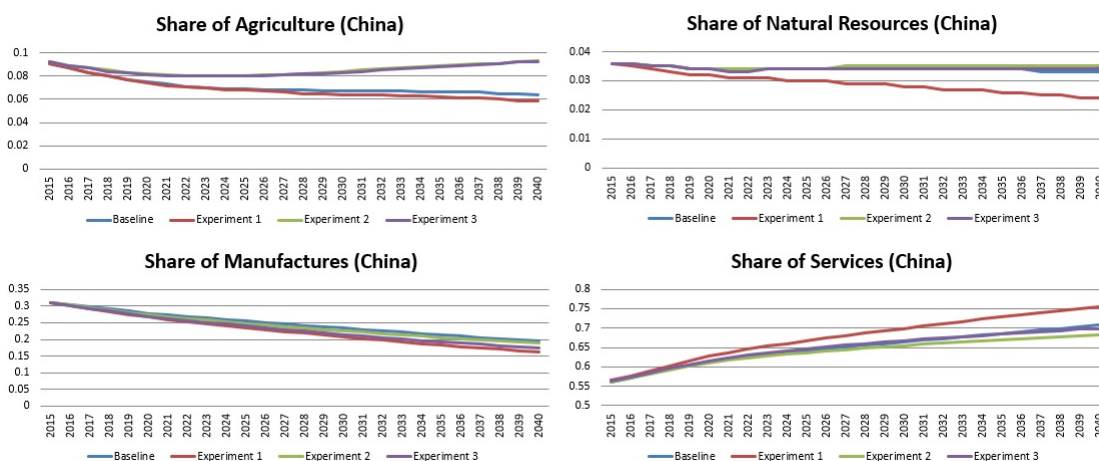 Share of Agriculture (China)
0.1
0.08
0.06
0.04
0.02
0
2015 2016 2017 2018 2019 2020 2021 2022 2023 2024 2025 2026 2027 2028 2029 2030 2031 2032 2033 2034 2035 2036 2037 2038 2039 2040
Baseline Experiment 1 Experiment 2 Experiment 3
Share of Natural Resources (China)
0.04
0.03
0.02
0.01
0
2015 2016 2017 2018 2019 2020 2021 2022 2023 2024 2025 2026 2027 2028 2029 2030 2031 2032 2033 2034 2035 2036 2037 2038 2039 2040
Baseline Experiment 1 Experiment 2 Experiment 3
Share of Manufactures (China)
0.35
0.3
0.25
0.2
0.15
0.1
0.05
0
2015 2016 2017 2018 2019 2020 2021 2022 2023 2024 2025 2026 2027 2028 2029 2030 2031 2032 2033 2034 2035 2036 2037 2038 2039 2040
Baseline Experiment 1 Experiment 2 Experiment 3
Share of Services (China)
0.8
0.75
0.7
0.65
0.6
0.55
0.5
2015 2016 2017 2018 2019 2020 2021 2022 2023 2024 2025 2026 2027 2028 2029 2030 2031 2032 2033 2034 2035 2036 2037 2038 2039 2040
Baseline Experiment 1 Experiment 2 Experiment 3